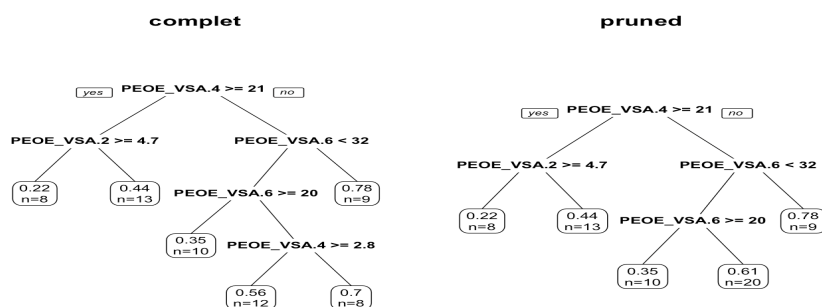 complet
yes PEOE_VSA.4 >= 21 no
PEOE_VSA.2 >= 4.7
PEOE_VSA.6 < 32
0.22
n=8
0.44
n=13
PEOE_VSA.6 >= 20
0.78
n=9
0.35
n=10
PEOE_VSA.4 >= 2.8
0.56
n=12
0.7
n=8
pruned
yes PEOE_VSA.4 >= 21 no
PEOE_VSA.2 >= 4.7
PEOE_VSA.6 < 32
0.22
n=8
0.44
n=13
PEOE_VSA.6 >= 20
0.78
n=9
0.35
n=10
0.61
n=20